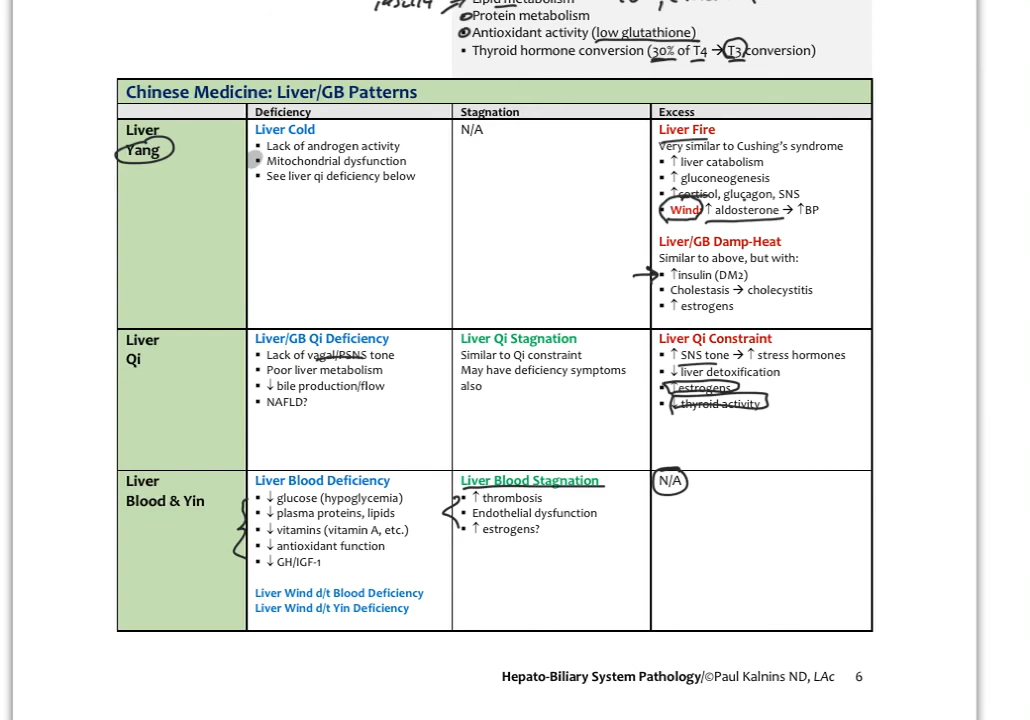 Lipid metabolism
Protein metabolism
Antioxidant activity (low glutathione)
▪ Thyroid hormone conversion (30% of T4 → T3 conversion)
Chinese Medicine: Liver/GB Patterns
Deficiency
Stagnation
Excess
Liver
Yang
Liver Cold
▪ Lack of androgen activity
▪ Mitochondrial dysfunction
▪ See liver qi deficiency below
N/A
Liver Fire
Very similar to Cushing's syndrome
▪ ↑ liver catabolism
▪ ↑ gluconeogenesis
▪ ↑ cortisol, glucagon, SNS
▪ Wind: ↑ aldosterone → ↑BP
Liver/GB Damp-Heat
Similar to above, but with:
▪ ↑insulin (DM2)
▪ Cholestasis → cholecystitis
▪ ↑ estrogens
Liver
Qi
Liver/GB Qi Deficiency
▪ Lack of vagal/PSNS tone
▪ Poor liver metabolism
▪ ↓ bile production/flow
▪ NAFLD?
Liver Qi Stagnation
Similar to Qi constraint
May have deficiency symptoms
also
Liver Qi Constraint
▪ ↑ SNS tone → ↑ stress hormones
▪ ↓ liver detoxification
▪ ↑estrogens
▪ ↓ thyroid activity
Liver
Blood & Yin
Liver Blood Deficiency
▪ ↓ glucose (hypoglycemia)
▪ ↓ plasma proteins, lipids
▪ ↓ vitamins (vitamin A, etc.)
▪ ↓ antioxidant function
▪ ↓ GH/IGF-1
Liver Wind d/t Blood Deficiency
Liver Wind d/t Yin Deficiency
Liver Blood Stagnation
▪ ↑ thrombosis
▪ Endothelial dysfunction
▪ ↑ estrogens?
N/A
Hepato-Biliary System Pathology/©Paul Kalnins ND, LAc 6